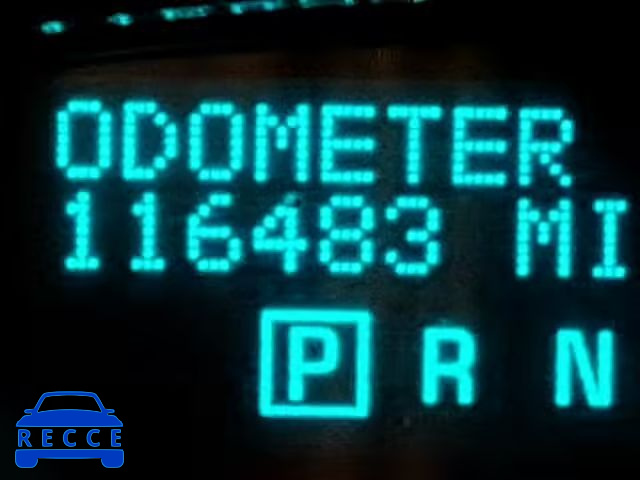 ODOMETER
116483 MI
P R N
RECCE